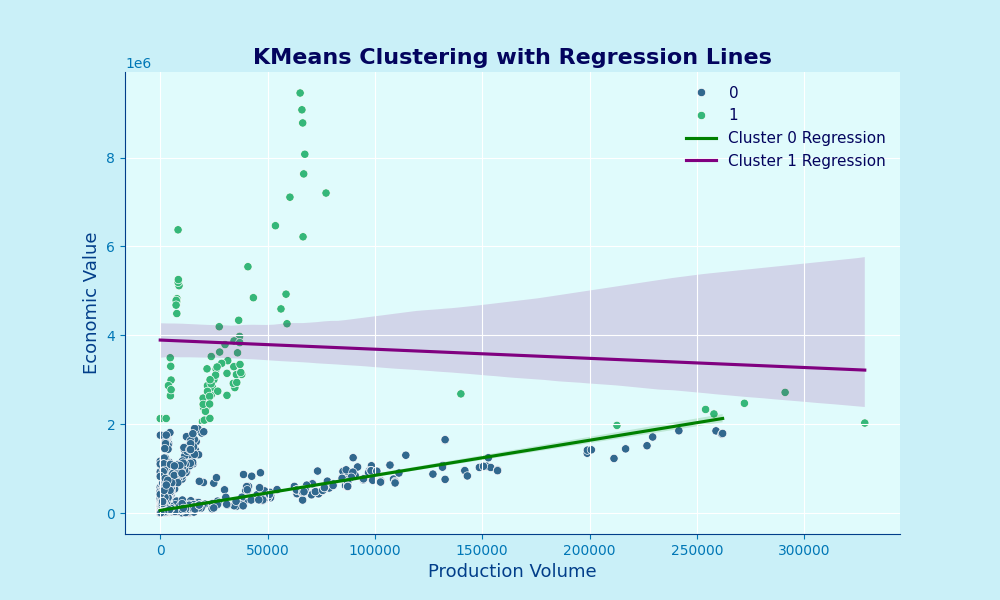 KMeans Clustering with Regression Lines
1e6
0
1
Cluster 0 Regression
Cluster 1 Regression
8
6
4
2
0
Economic Value
0 50000 100000 150000 200000 250000 300000
Production Volume